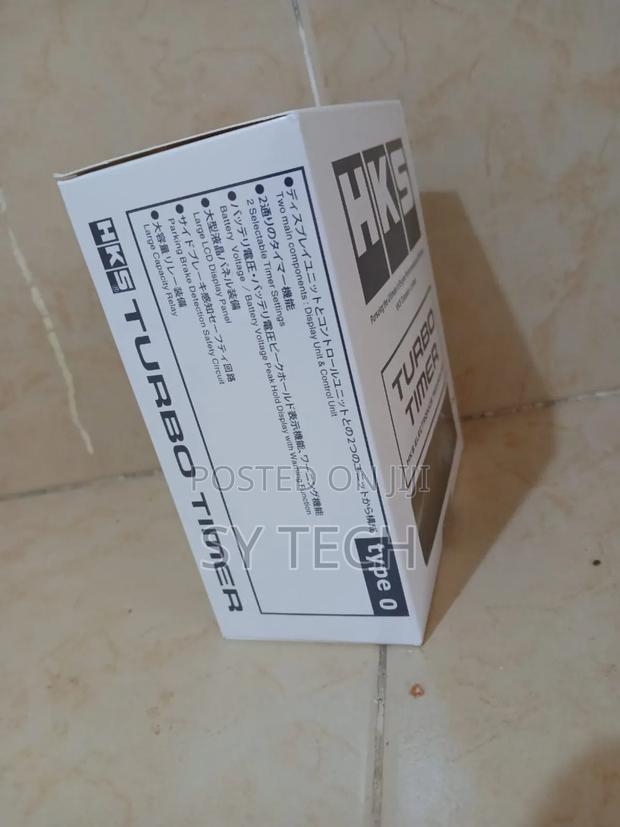 HKS TURBO TIMER
type 0
●ディスプレイユニットとコントロールユニットとの2つのユニットから構成
Two main components : Display Unit & Control Unit
●2通りのタイマー機能
2 Selectable Timer Settings
●バッテリ電圧・バッテリ電圧ピークホールド表示機能、ワーニング機能
Battery Voltage / Battery Voltage Peak Hold Display with Warning Function
●大型液晶パネル装備
Large LCD Display Panel
●サイドブレーキ感知セーフティ回路
Parking Brake Detection Safety Circuit
●大容量リレー装備
Large Capacity Relay
HKS
TURBO
TIMER
HKS ELECTRONICS
POSTED ON JIJI
SY TECH